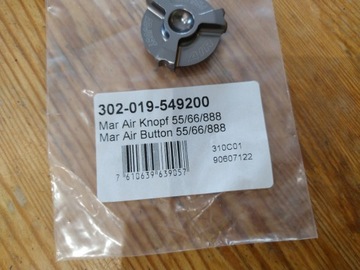 302-019-549200
Mar Air Knopf 55/66/888
Mar Air Button 55/66/888
310C01
90607122
7 610639 639057